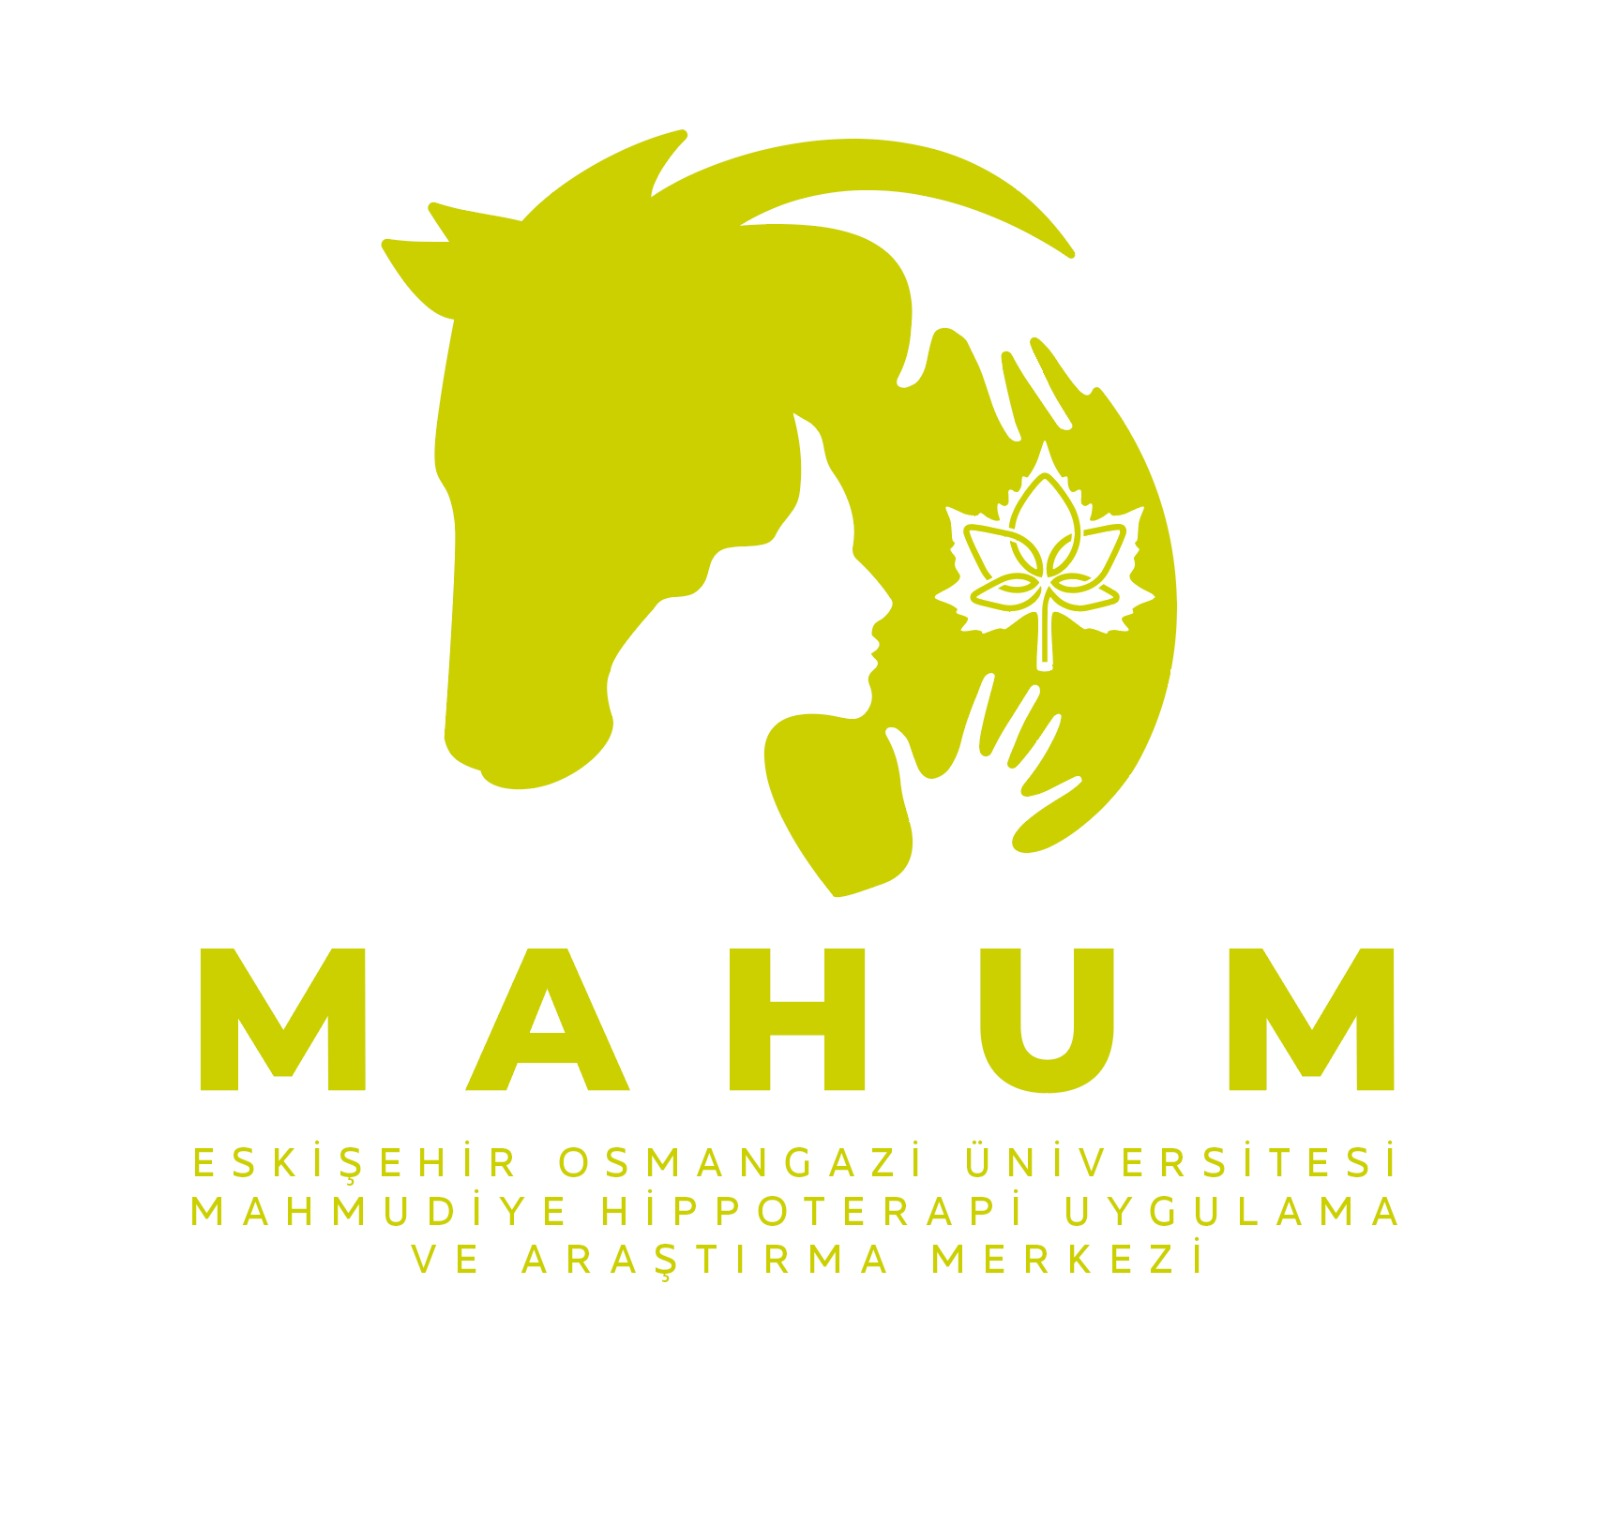 MAHUM
ESKİŞEHİR OSMANGAZİ ÜNİVERSİTESİ
MAHMUDİYE HİPPOTERAPİ UYGULAMA
VE ARAŞTIRMA MERKEZİ